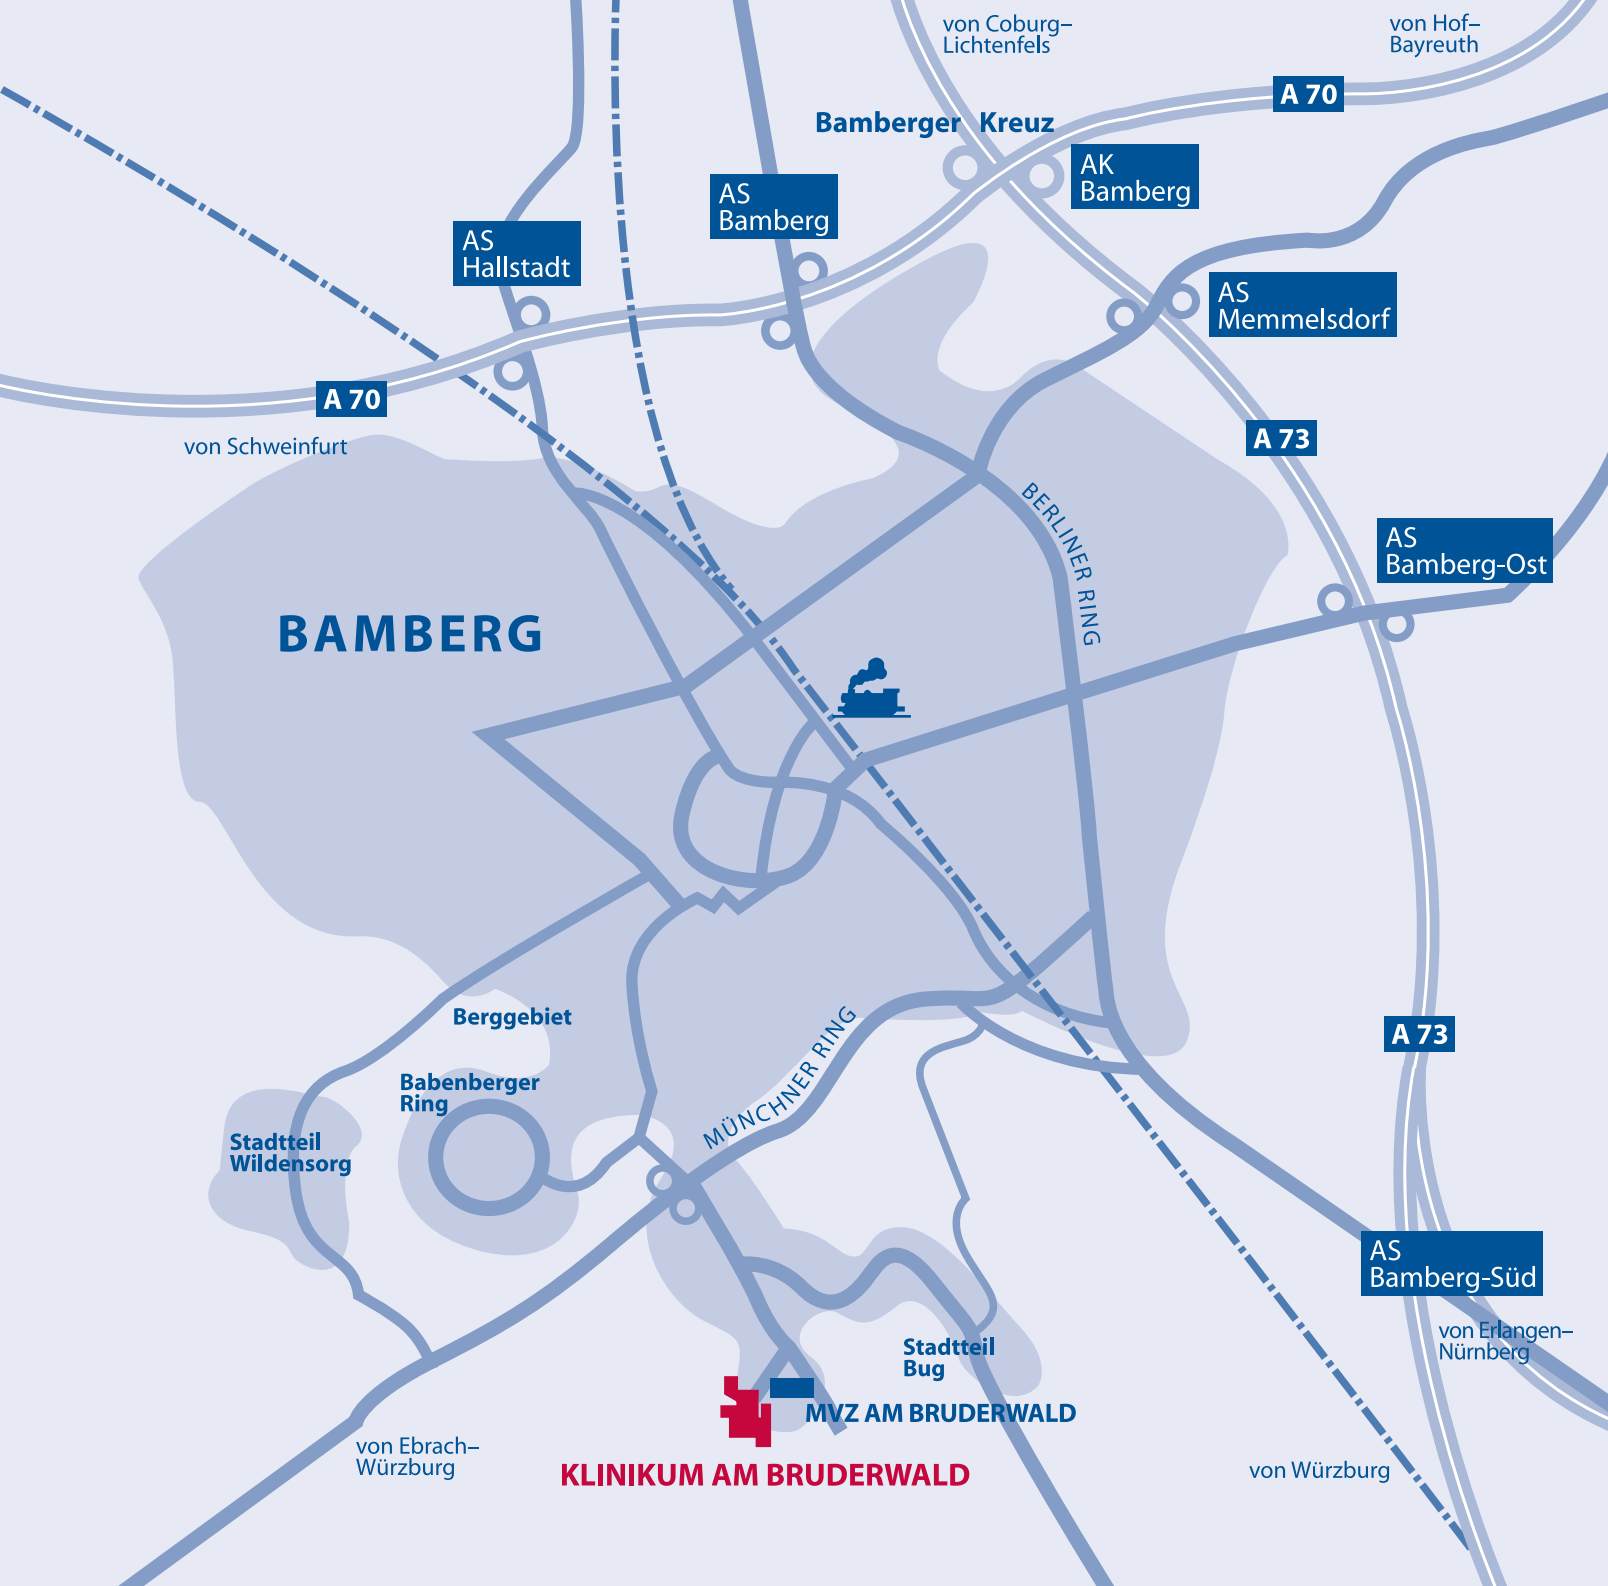 von Coburg–
Lichtenfels
von Hof–
Bayreuth
A 70
Bamberger Kreuz
AK
Bamberg
AS
Bamberg
AS
Hallstadt
AS
Memmelsdorf
A 70
von Schweinfurt
A 73
BERLINER RING
AS
Bamberg-Ost
BAMBERG
Berggebiet
MÜNCHNER RING
A 73
Babenberger
Ring
Stadtteil
Wildensorg
AS
Bamberg-Süd
von Erlangen–
Nürnberg
Stadtteil
Bug
MVZ AM BRUDERWALD
von Ebrach–
Würzburg
KLINIKUM AM BRUDERWALD
von Würzburg